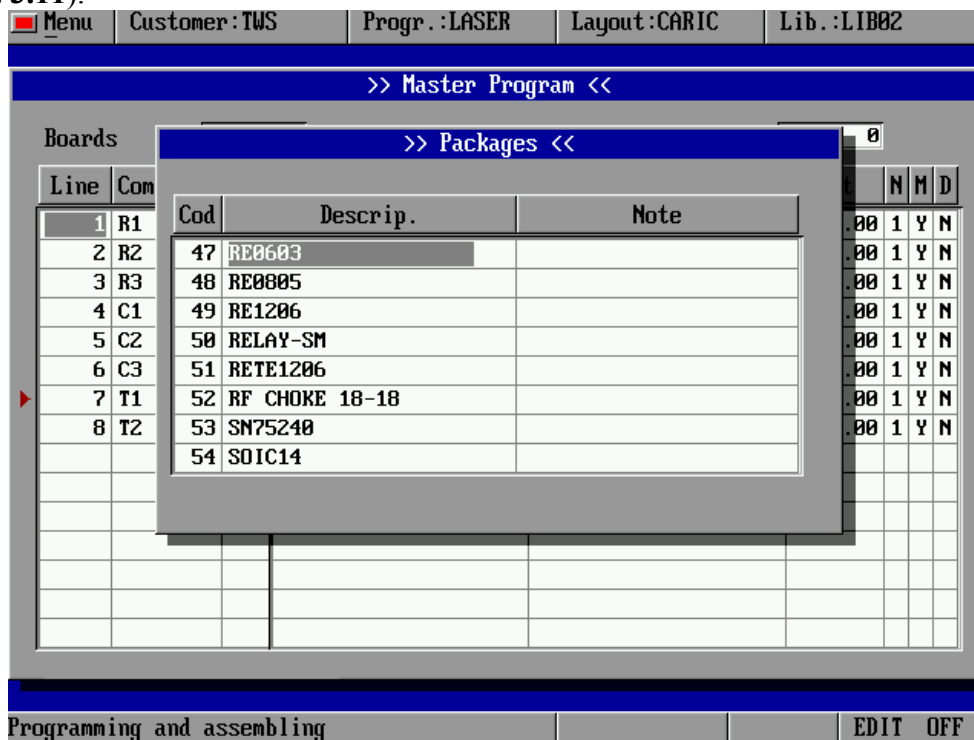 3.11).
Menu Customer:TWS Progr.:LASER Layout:CARIC Lib.:LIB02
>> Master Program <<
Boards 0
>> Packages <<
Line Com t N M D
Cod Descrip. Note
1 R1 .00 1 Y N
2 R2 .00 1 Y N
3 R3 .00 1 Y N
4 C1 .00 1 Y N
5 C2 .00 1 Y N
6 C3 .00 1 Y N
7 T1 .00 1 Y N
8 T2 .00 1 Y N
47 RE0603
48 RE0805
49 RE1206
50 RELAY-SM
51 RETE1206
52 RF CHOKE 18-18
53 SN75240
54 SOIC14
Programming and assembling EDIT OFF